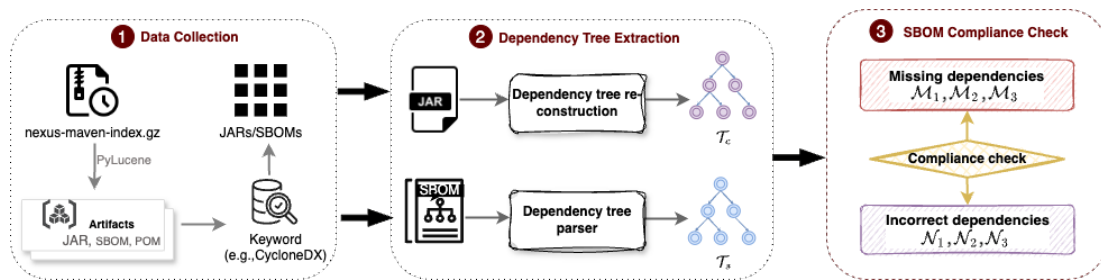 1 Data Collection
nexus-maven-index.gz
JARs/SBOMs
PyLucene
Artifacts
JAR, SBOM, POM
Keyword
(e.g.,CycloneDX)
2 Dependency Tree Extraction
JAR
Dependency tree re-
construction
𝒯c
SBOM
Dependency tree
parser
𝒯s
3 SBOM Compliance Check
Missing dependencies
ℳ1, ℳ2, ℳ3
Compliance check
Incorrect dependencies
𝒩1, 𝒩2, 𝒩3